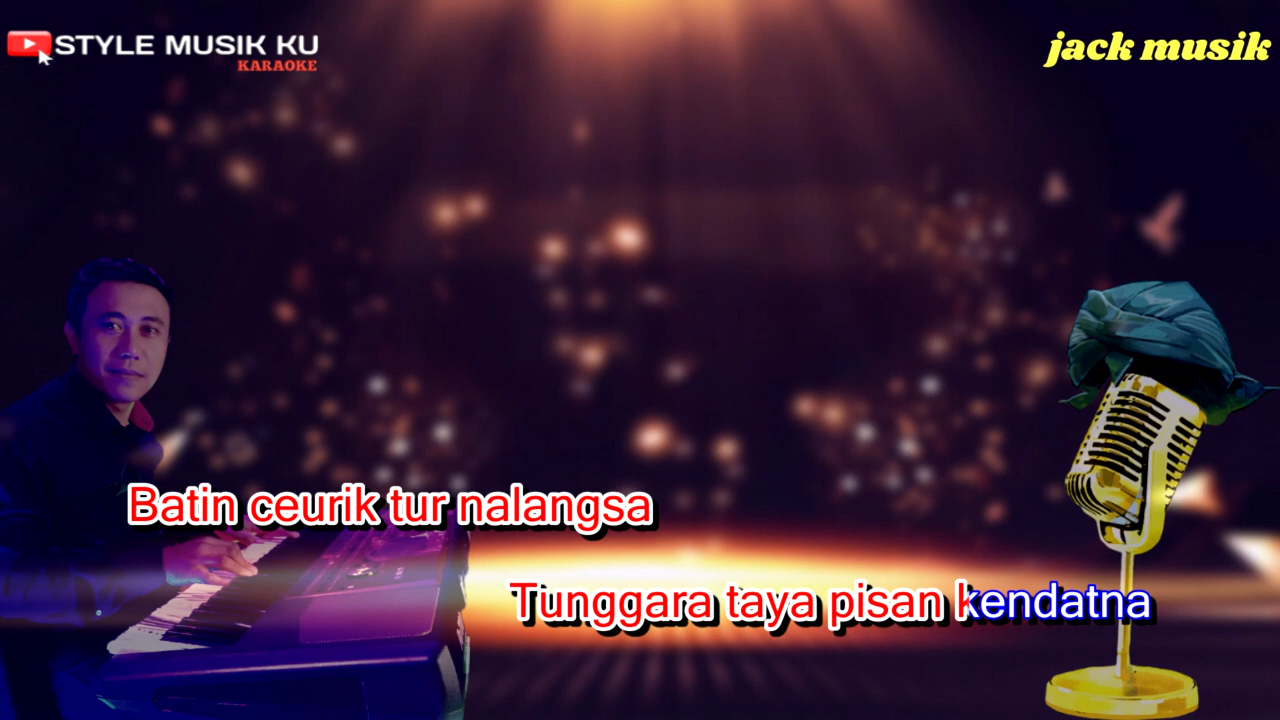 STYLE MUSIK KU
KARAOKE
jack musik
Batin ceurik tur nalangsa
Tunggara taya pisan kendatna